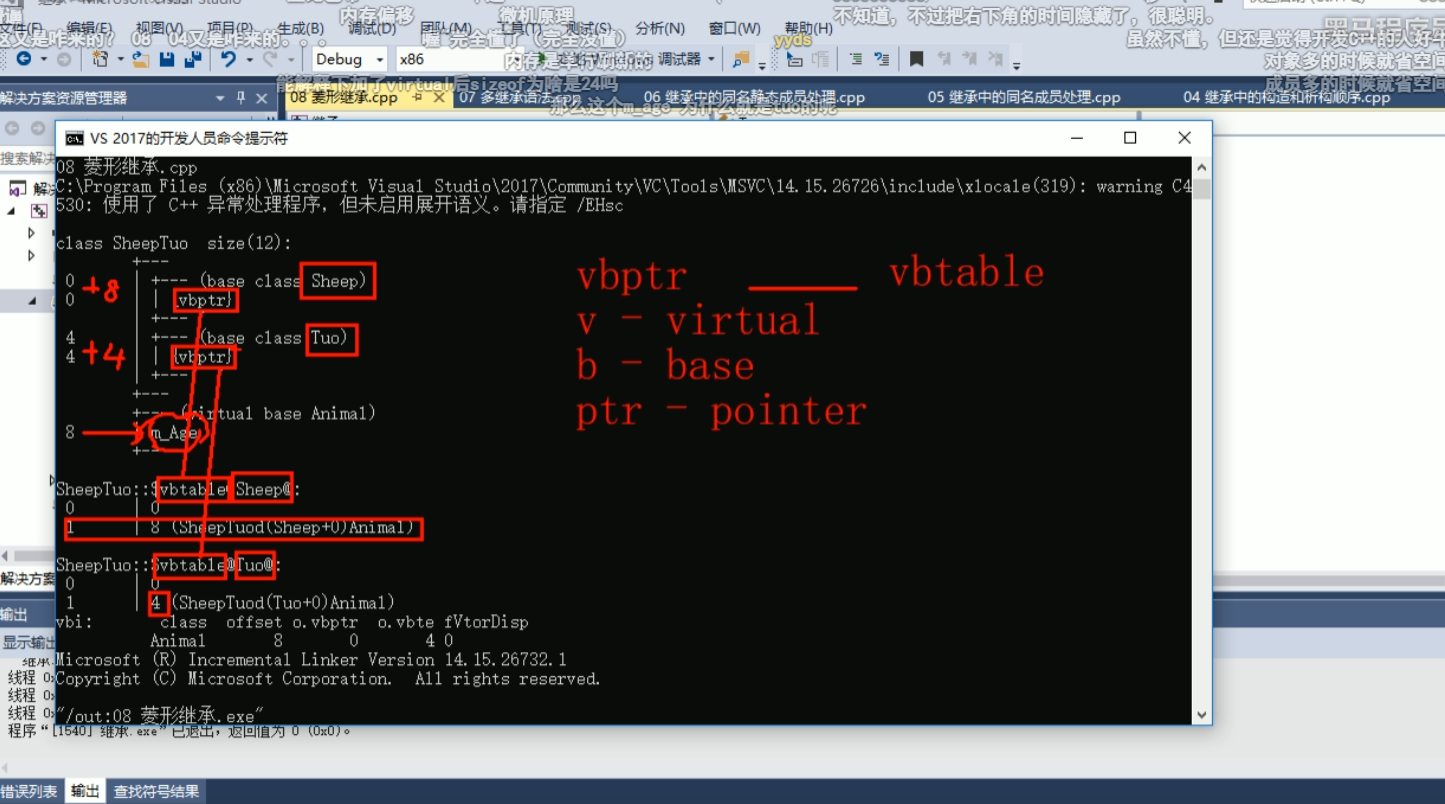 内存偏移
微机原理
不知道，不过把右下角的时间隐藏了，很聪明。
编辑(E) 视图(V) 项目(P) 生成(B) 调试(D) 团队(M) 工具(T) 测试(S) 分析(N) 窗口(W) 帮助(H)
这又是咋来的？ 08 04又是咋来的。。。
喔 完全懂了（完全没懂）
yyds
黑马程序员
虽然不懂，但还是觉得开发C++的人好牛
Debug x86
调试器
对象多的时候就省空间
能解释下加了virtual后sizeof为啥是24吗
成员多的时候就省空间
解决方案资源管理器
08 菱形继承.cpp 07 多继承语法.cpp 06 继承中的同名静态成员处理.cpp 05 继承中的同名成员处理.cpp 04 继承中的构造和析构顺序.cpp
那么这个m_age 为什么就是tuo的呢
VS 2017的开发人员命令提示符
08 菱形继承.cpp
C:\Program Files (x86)\Microsoft Visual Studio\2017\Community\VC\Tools\MSVC\14.15.26726\include\xlocale(319): warning C4
530: 使用了 C++ 异常处理程序，但未启用展开语义。请指定 /EHsc
class SheepTuo size(12):
+---
0 | +--- (base class Sheep)
0 | | {vbptr}
| +---
4 | +--- (base class Tuo)
4 | | {vbptr}
| +---
+---
+--- (virtual base Animal)
8 | m_Age
+---
+8
+4
vbptr ______ vbtable
v - virtual
b - base
ptr - pointer
SheepTuo::$vbtable@Sheep@:
0 | 0
1 | 8 (SheepTuod(Sheep+0)Animal)
SheepTuo::$vbtable@Tuo@:
0 | 0
1 | 4 (SheepTuod(Tuo+0)Animal)
vbi: class offset o.vbptr o.vbte fVtorDisp
Animal 8 0 4 0
Microsoft (R) Incremental Linker Version 14.15.26732.1
Copyright (C) Microsoft Corporation. All rights reserved.
"/out:08 菱形继承.exe"
输出
线程 0x
线程 0x
线程 0x
程序“[1540] 继承.exe”已退出，返回值为 0 (0x0)。
错误列表 输出 查找符号结果